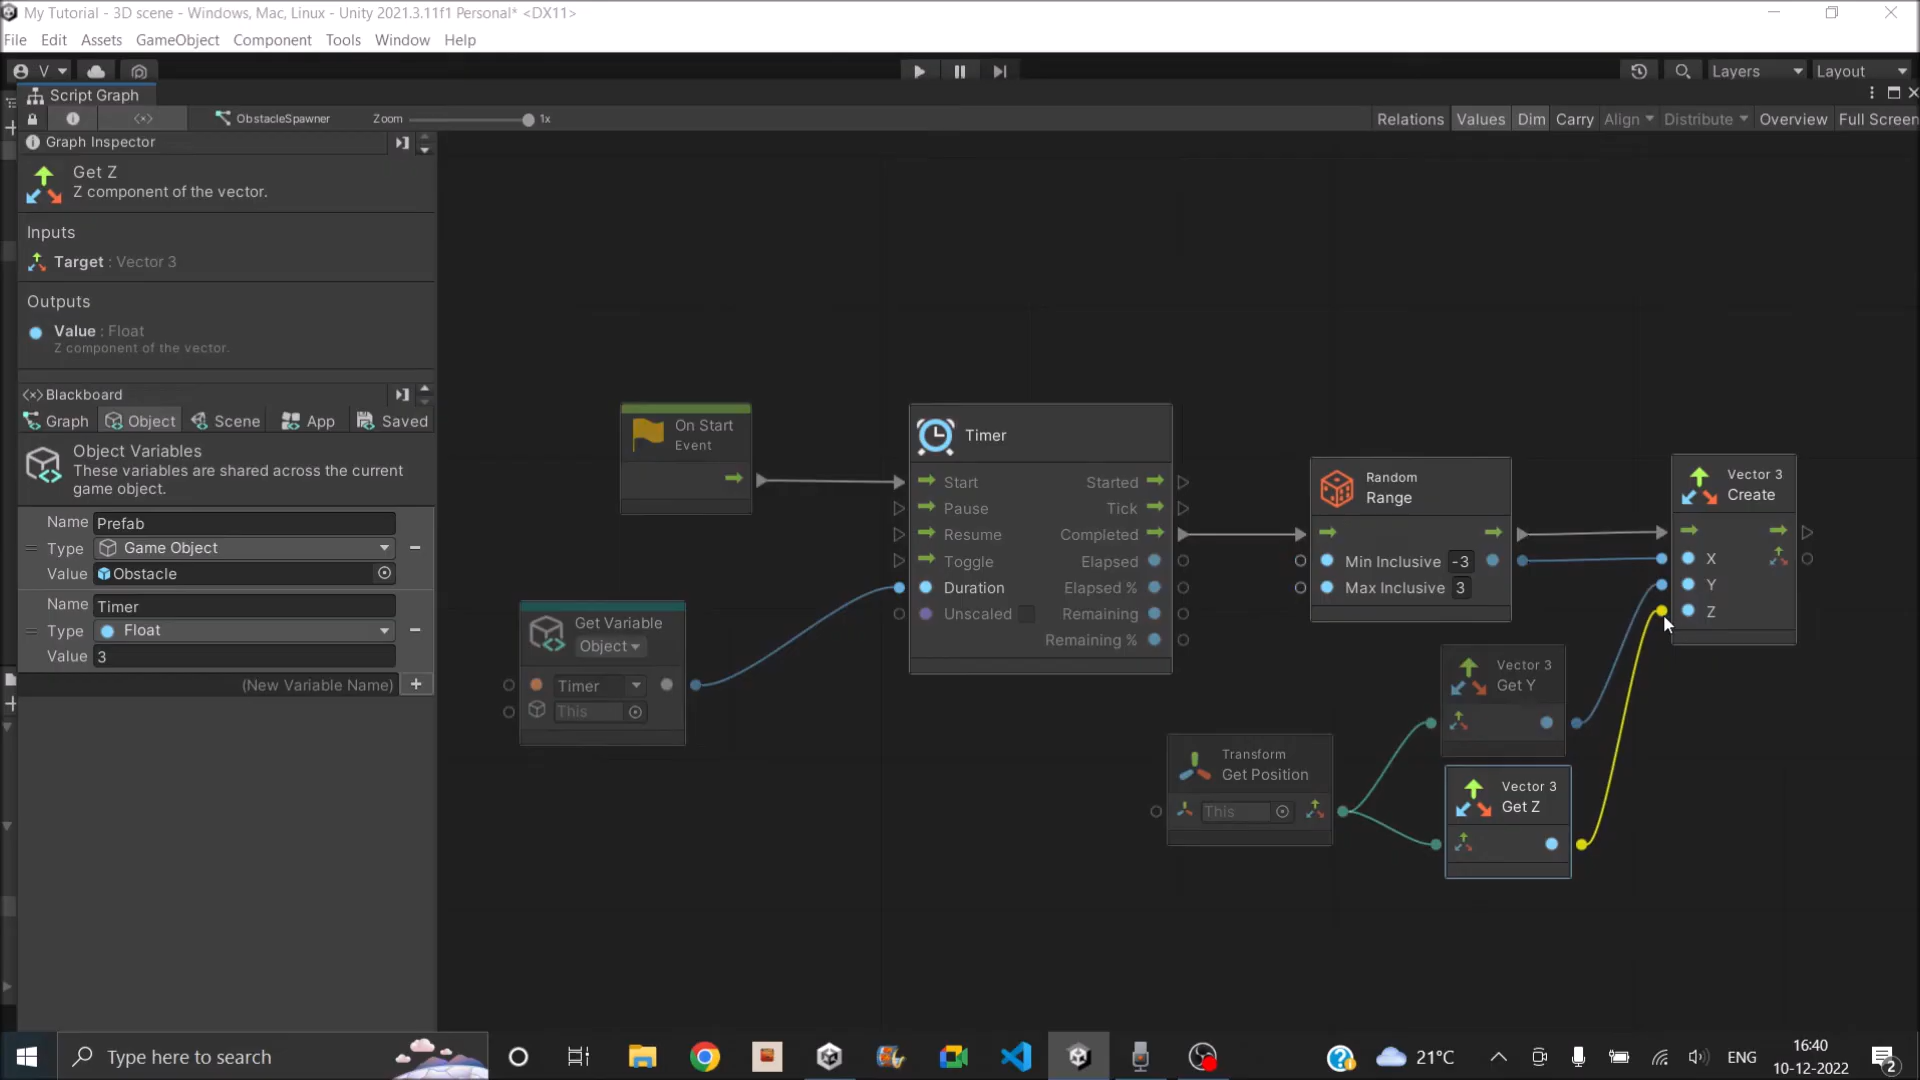 My Tutorial - 3D scene - Windows, Mac, Linux - Unity 2021.3.11f1 Personal* <DX11>
File Edit Assets GameObject Component Tools Window Help
V Layers Layout
Script Graph
<x> ObstacleSpawner Zoom 1x Relations Values Dim Carry Align Distribute Overview Full Screen
Graph Inspector
Get Z
Z component of the vector.
Inputs
Target : Vector 3
Outputs
Value : Float
Z component of the vector.
<x> Blackboard
Graph Object Scene App Saved
Object Variables
These variables are shared across the current
game object.
Name Prefab
Type Game Object
Value Obstacle
Name Timer
Type Float
Value 3
(New Variable Name) +
On Start
Event
Get Variable
Object
Timer
This
Timer
Start Started
Pause Tick
Resume Completed
Toggle Elapsed
Duration Elapsed %
Unscaled Remaining
Remaining %
Random
Range
Min Inclusive -3
Max Inclusive 3
Vector 3
Create
X
Y
Z
Vector 3
Get Y
Transform
Get Position
This
Vector 3
Get Z
Type here to search
21°C ENG 16:40
10-12-2022
2